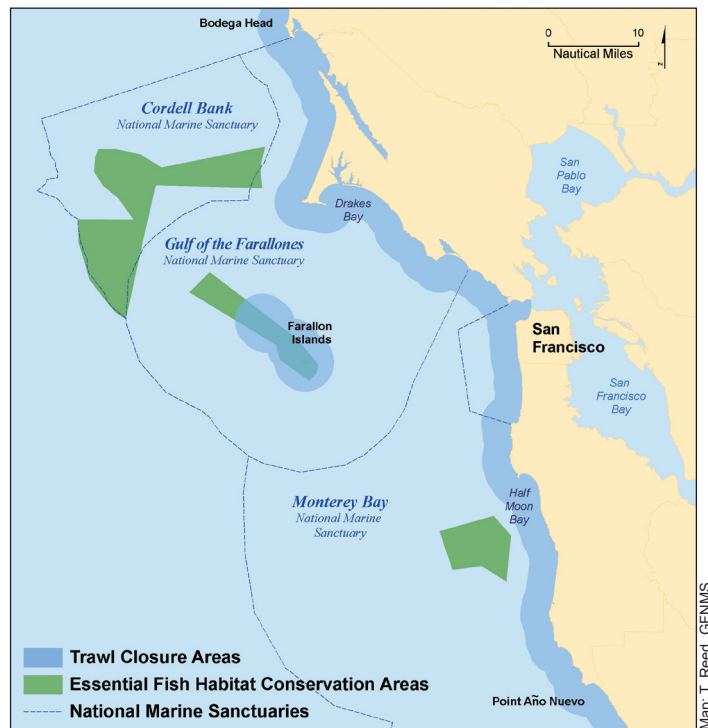 Bodega Head
0 10
Nautical Miles
z
Cordell Bank
National Marine Sanctuary
San
Pablo
Bay
Drakes
Bay
Gulf of the Farallones
National Marine Sanctuary
Farallon
Islands
San
Francisco
San
Francisco
Bay
Monterey Bay
National Marine
Sanctuary
Half
Moon
Bay
Trawl Closure Areas
Essential Fish Habitat Conservation Areas
National Marine Sanctuaries
Point Año Nuevo
Map: T. Reed, GFNMS